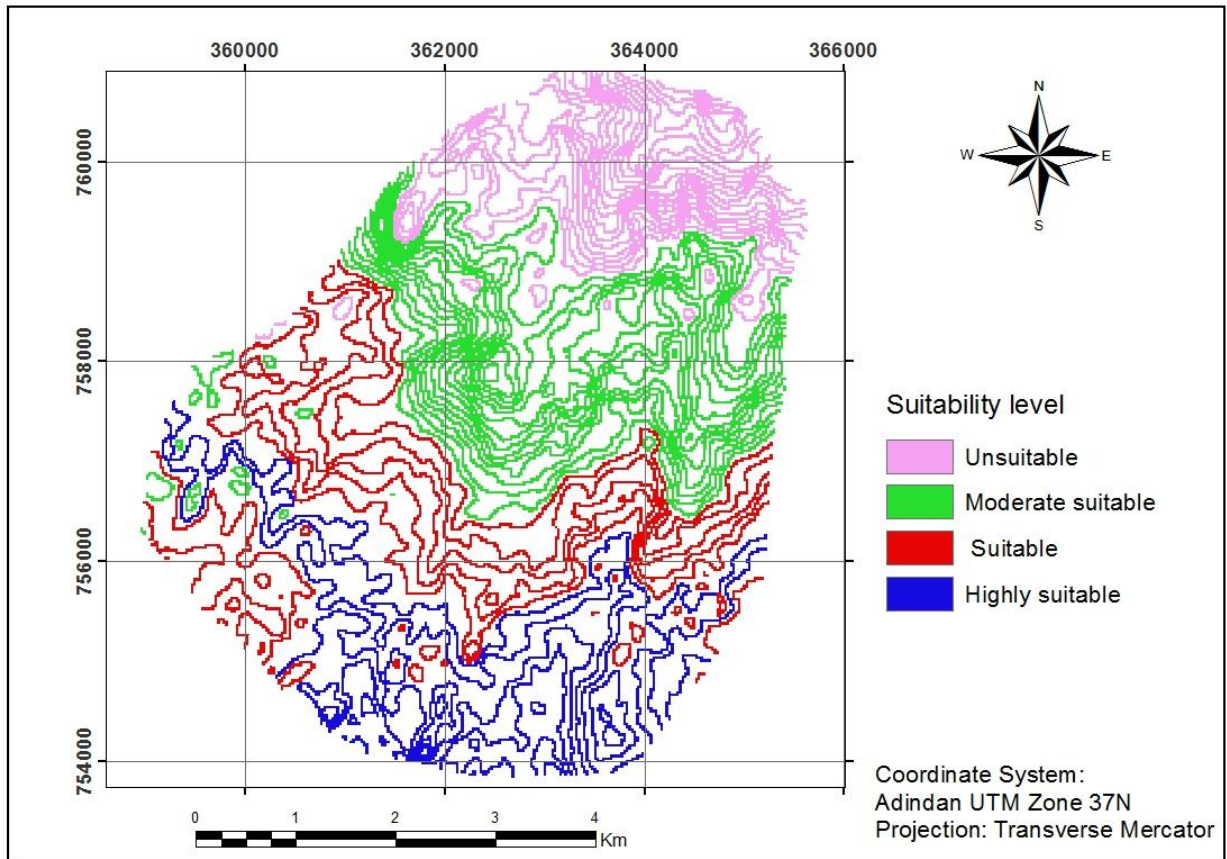 360000 362000 364000 366000
760000
758000
756000
754000
N
W E
S
Suitability level
Unsuitable
Moderate suitable
Suitable
Highly suitable
0 1 2 3 4
Km
Coordinate System:
Adindan UTM Zone 37N
Projection: Transverse Mercator